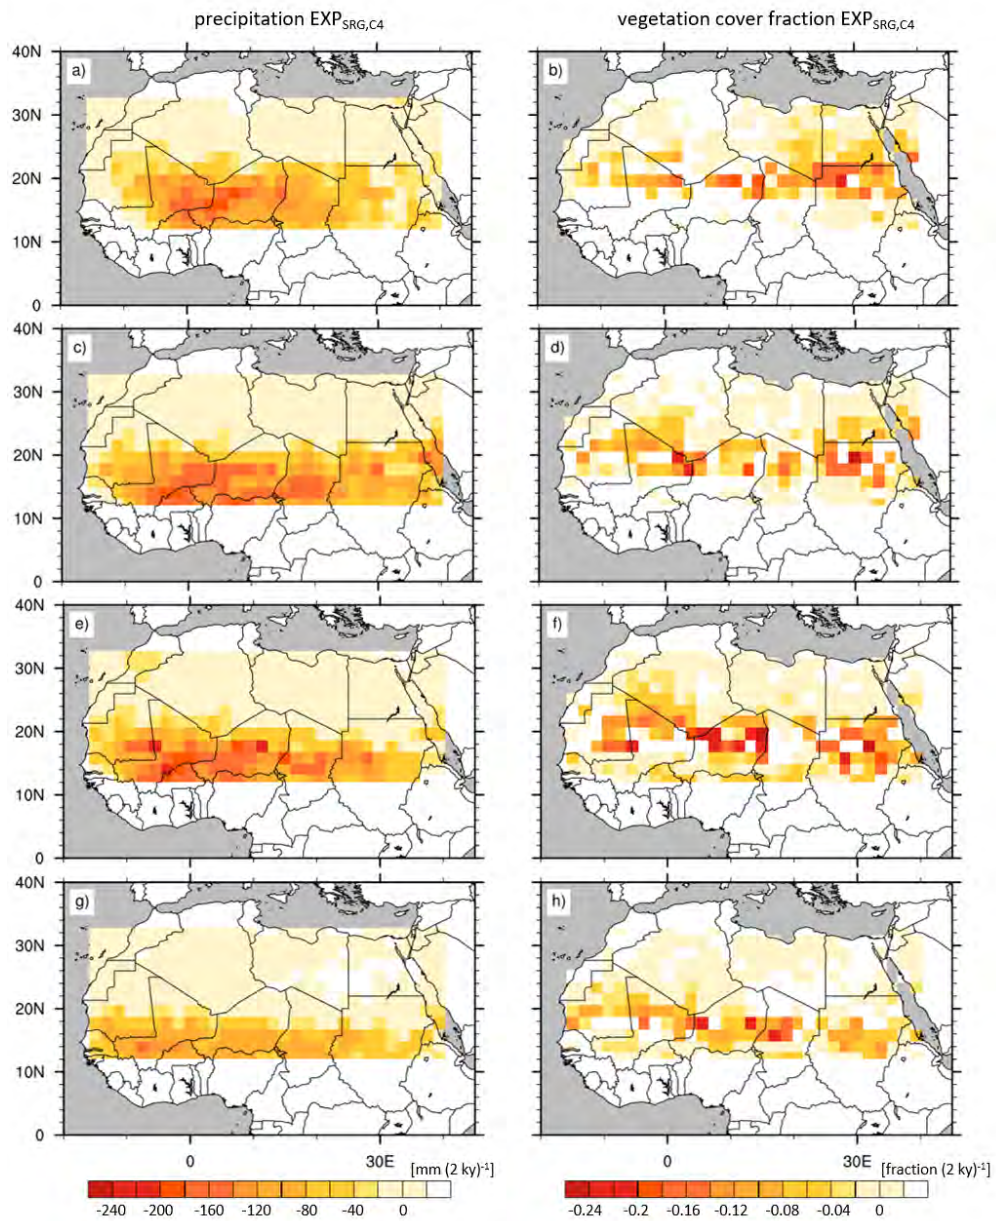 precipitation EXP_SRG,C4
vegetation cover fraction EXP_SRG,C4
40N
a)
b)
30N
20N
10N
0
40N
c)
d)
30N
20N
10N
0
40N
e)
f)
30N
20N
10N
0
40N
g)
h)
30N
20N
10N
0
0
30E
0
30E
[mm (2 ky)⁻¹]
[fraction (2 ky)⁻¹]
-240 -200 -160 -120 -80 -40 0
-0.24 -0.2 -0.16 -0.12 -0.08 -0.04 0